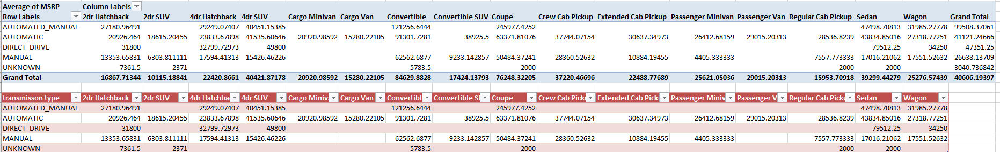 Average of MSRP Column Labels
Row Labels 2dr Hatchback 2dr SUV 4dr Hatchback 4dr SUV Cargo Minivan Cargo Van Convertible Convertible SUV Coupe Crew Cab Pickup Extended Cab Pickup Passenger Minivan Passenger Van Regular Cab Pickup Sedan Wagon Grand Total
AUTOMATED_MANUAL 27180.96491 29249.07407 40451.15385 121256.6444 245977.4252 47498.70813 31985.27778 99508.37061
AUTOMATIC 20926.464 18615.20455 23833.67898 41535.60646 20920.98592 15280.22105 91301.7281 38925.5 63371.81076 37744.07154 30637.34973 26412.68159 29015.20313 28536.8239 43834.85016 27318.77251 41121.24666
DIRECT_DRIVE 31800 32799.72973 49800 79512.25 34250 47351.25
MANUAL 13353.65831 6303.811111 17594.41313 15426.46226 62562.6877 9233.142857 50484.37241 28360.52632 10884.19455 4405.333333 7557.773333 17016.21062 17551.52632 26638.13709
UNKNOWN 7361.5 2371 5783.5 2000 2000 2000 3040.736842
Grand Total 16867.71344 10115.18841 22420.8661 40421.87178 20920.98592 15280.22105 84629.8828 17424.13793 76248.32205 37220.46696 22488.77689 25621.05036 29015.20313 15953.70918 39299.44279 25276.57439 40606.19397
transmisson type 2dr Hatchback 2dr SUV 4dr Hatchba 4dr SUV Cargo Miniv Cargo Van Convertibl Convertible SU Coupe Crew Cab Pick Extended Cab Pick Passenger Miniv Passenger V Regular Cab Pick Sedan Wagon
AUTOMATED_MANUAL 27180.96491 29249.07407 40451.15385 121256.6444 245977.4252 47498.70813 31985.27778
AUTOMATIC 20926.464 18615.20455 23833.67898 41535.60646 20920.98592 15280.22105 91301.7281 38925.5 63371.81076 37744.07154 30637.34973 26412.68159 29015.20313 28536.8239 43834.85016 27318.77251
DIRECT_DRIVE 31800 32799.72973 49800 79512.25 34250
MANUAL 13353.65831 6303.811111 17594.41313 15426.46226 62562.6877 9233.142857 50484.37241 28360.52632 10884.19455 4405.333333 7557.773333 17016.21062 17551.52632
UNKNOWN 7361.5 2371 5783.5 2000 2000 2000